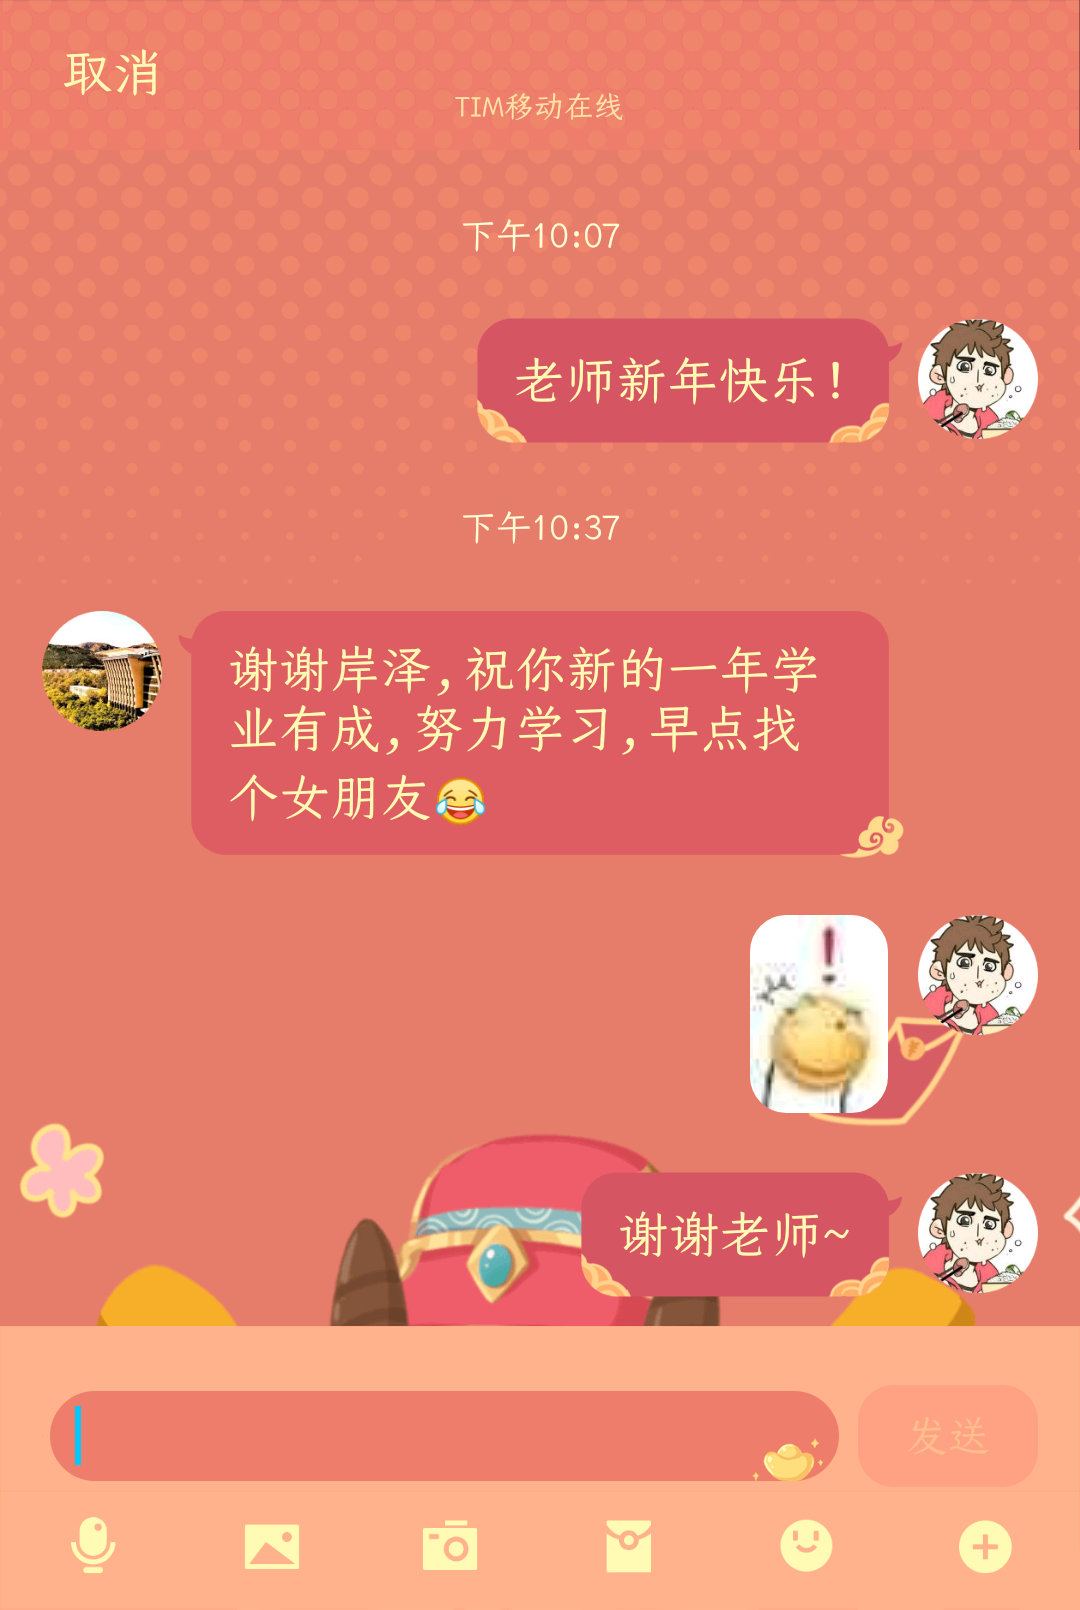 取消
TIM移动在线
下午10:07
老师新年快乐!
下午10:37
谢谢岸泽,祝你新的一年学
业有成,努力学习,早点找
个女朋友😂
!
谢谢老师~
发送